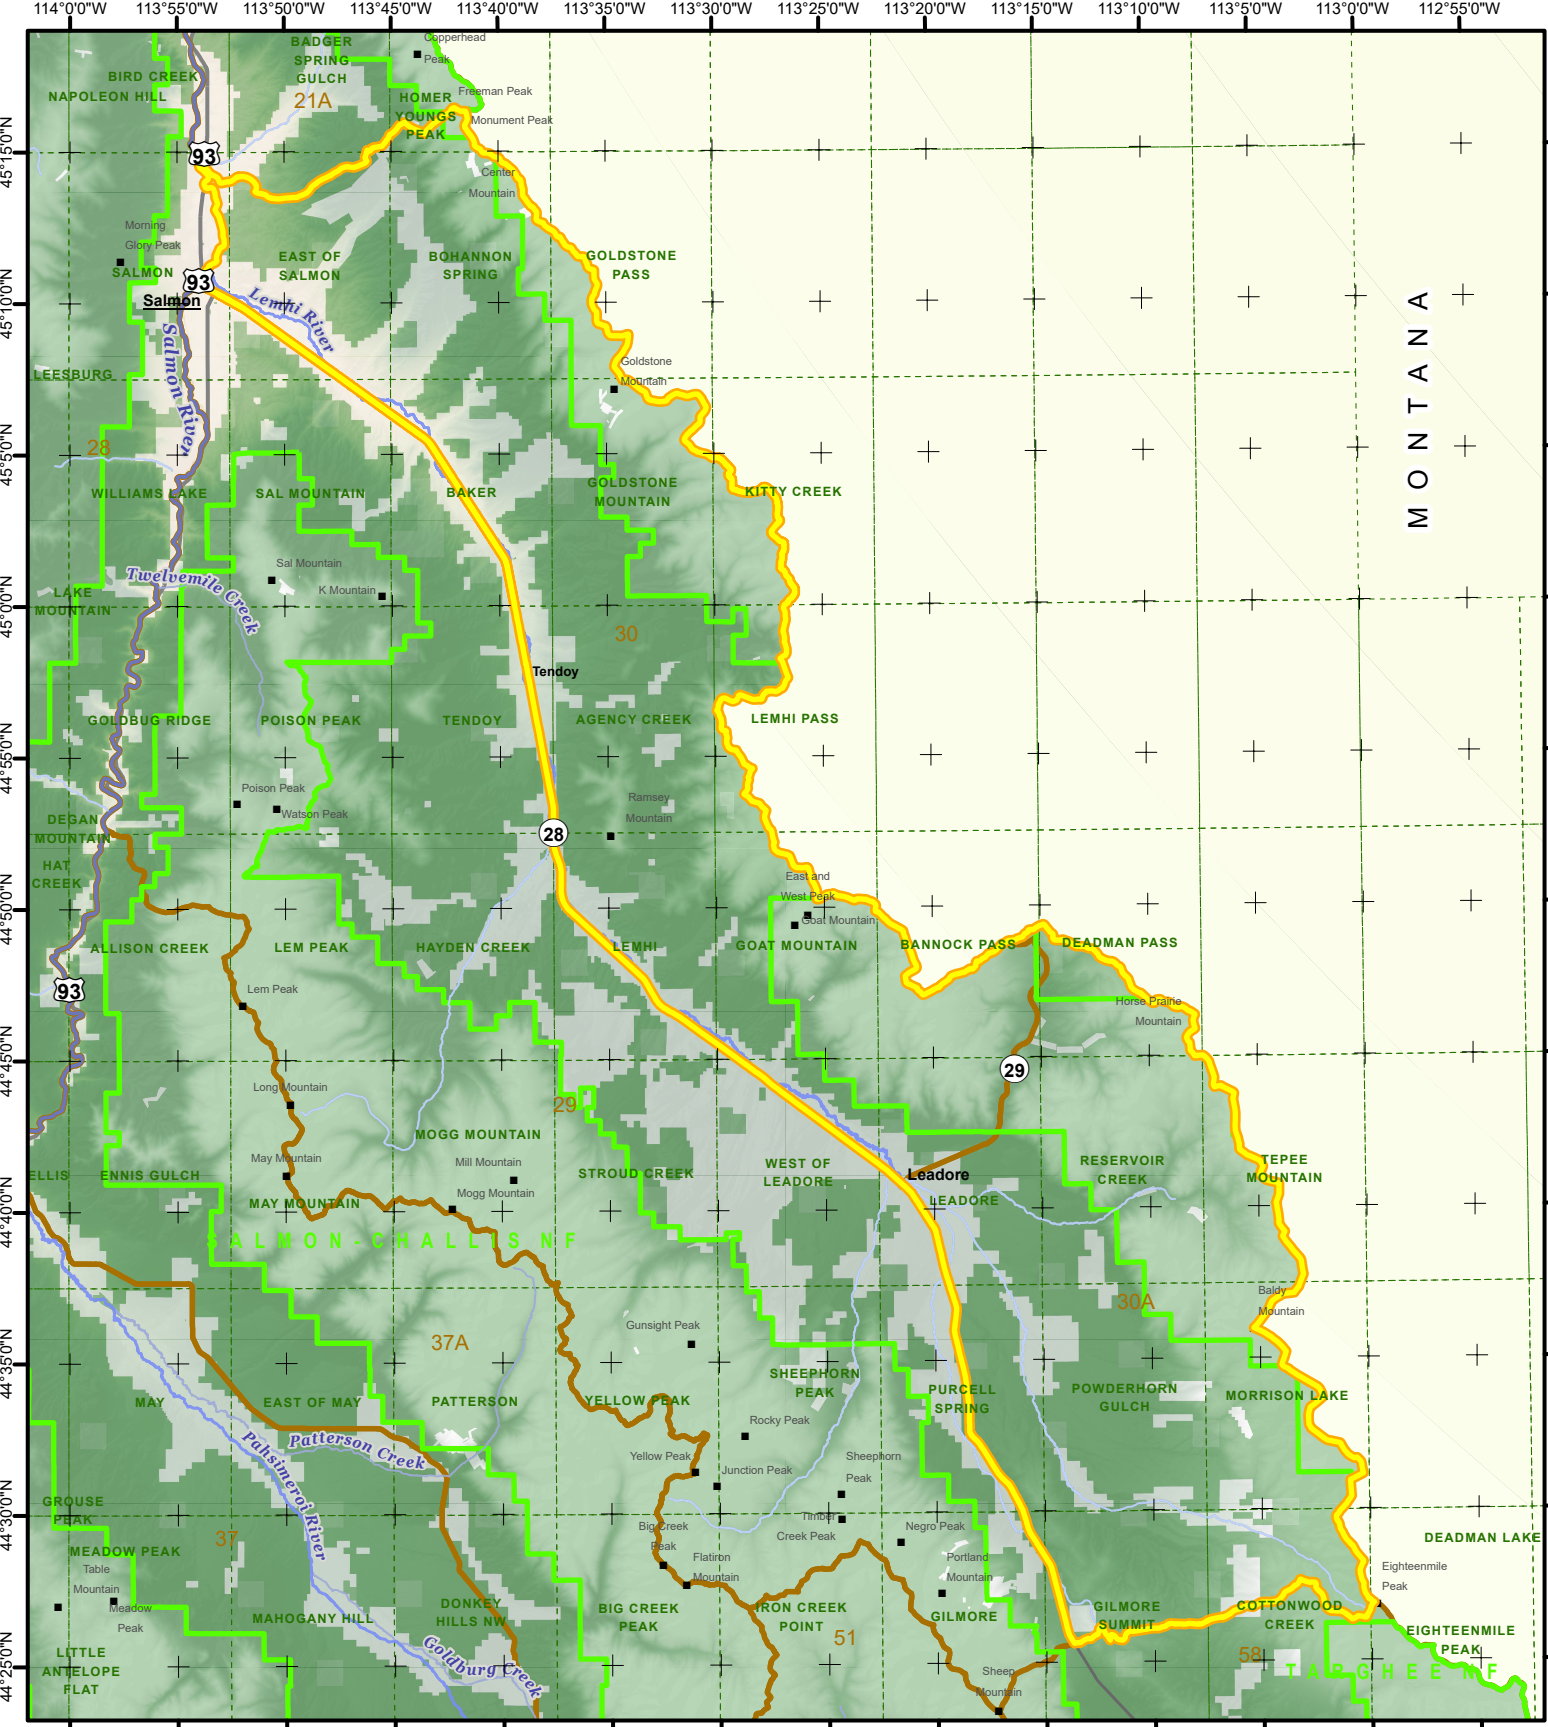 114°0'0"W
113°55'0"W
113°50'0"W
113°45'0"W
113°40'0"W
113°35'0"W
113°30'0"W
113°25'0"W
113°20'0"W
113°15'0"W
113°10'0"W
113°5'0"W
113°0'0"W
112°55'0"W
45°15'0"N
45°10'0"N
45°5'0"N
45°0'0"N
44°55'0"N
44°50'0"N
44°45'0"N
44°40'0"N
44°35'0"N
44°30'0"N
44°25'0"N
Copperhead
Peak
BADGER
SPRING
GULCH
BIRD CREEK
NAPOLEON HILL
21A
Freeman Peak
HOMER
YOUNGS
PEAK
Monument Peak
93
Center
Mountain
Morning
Glory Peak
SALMON
93
Salmon
EAST OF
SALMON
BOHANNON
SPRING
GOLDSTONE
PASS
Lemhi River
Salmon River
MONTANA
LEESBURG
Goldstone
Mountain
28
WILLIAMS LAKE
SAL MOUNTAIN
BAKER
GOLDSTONE
MOUNTAIN
KITTY CREEK
Sal Mountain
K Mountain
Twelvemile Creek
LAKE
MOUNTAIN
30
Tendoy
GOLDBUG RIDGE
POISON PEAK
TENDOY
AGENCY CREEK
LEMHI PASS
Poison Peak
Watson Peak
Ramsey
Mountain
DEGAN
MOUNTAIN
28
HAT
CREEK
East and
West Peak
Goat Mountain
ALLISON CREEK
LEM PEAK
HAYDEN CREEK
LEMHI
GOAT MOUNTAIN
BANNOCK PASS
DEADMAN PASS
93
Lem Peak
Horse Prairie
Mountain
29
Long Mountain
29
MOGG MOUNTAIN
May Mountain
Mill Mountain
STROUD CREEK
WEST OF
LEADORE
Leadore
RESERVOIR
CREEK
TEPEE
MOUNTAIN
ELLIS
ENNIS GULCH
MAY MOUNTAIN
Mogg Mountain
LEADORE
SALMON-CHALLIS NF
Baldy
Mountain
30A
Gunsight Peak
37A
SHEEPHORN
PEAK
MAY
EAST OF MAY
PATTERSON
YELLOW PEAK
PURCELL
SPRING
POWDERHORN
GULCH
MORRISON LAKE
Rocky Peak
Patterson Creek
Pahsimeroi River
Yellow Peak
Junction Peak
Sheephorn
Peak
GROUSE
PEAK
37
Big Creek
Peak
Timber
Creek Peak
Negro Peak
DEADMAN LAKE
MEADOW PEAK
Table
Mountain
Meadow
Peak
Flatiron
Mountain
Portland
Mountain
Eighteenmile
Peak
MAHOGANY HILL
DONKEY
HILLS NW
BIG CREEK
PEAK
IRON CREEK
POINT
GILMORE
GILMORE
SUMMIT
COTTONWOOD
CREEK
51
58
EIGHTEENMILE
PEAK
TARGHEE NF
LITTLE
ANTELOPE
FLAT
Goldburg Creek
Sheep
Mountain